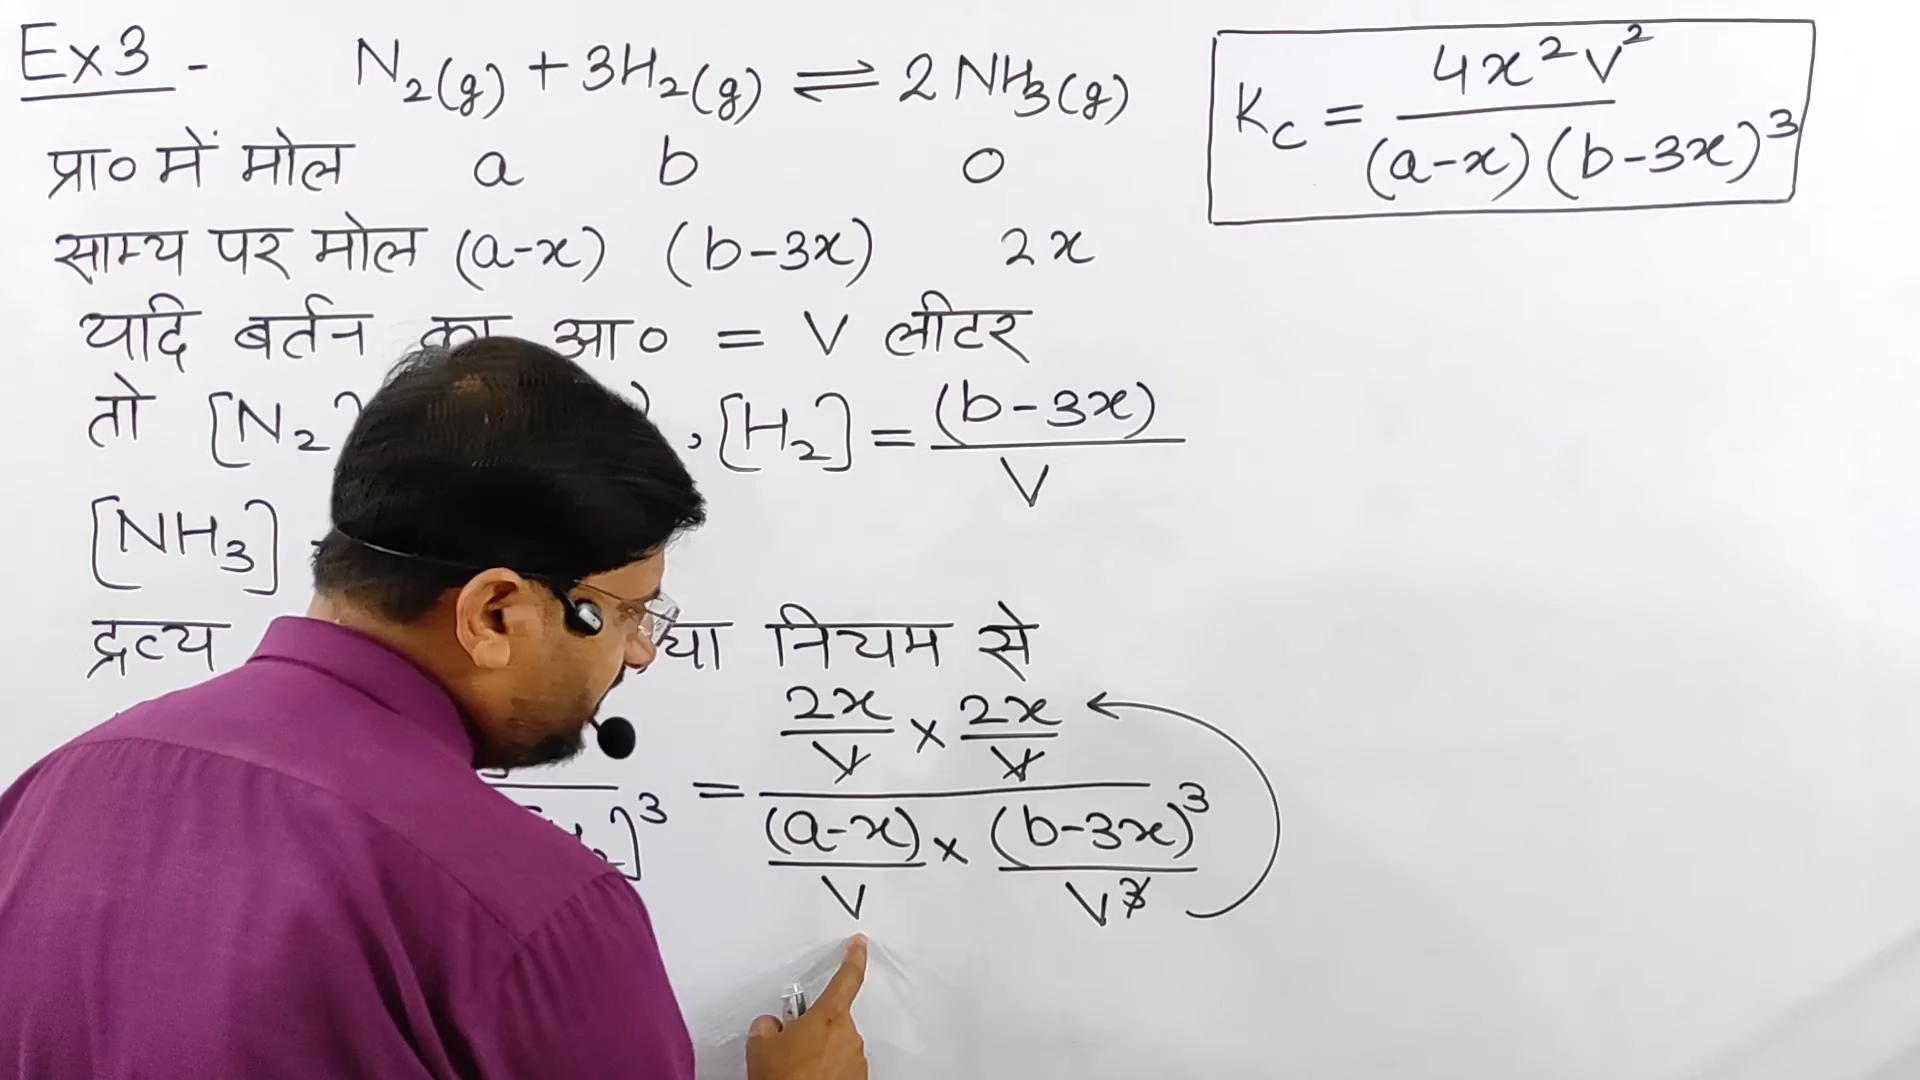 Ex3 - N₂(g) + 3H₂(g) ⇌ 2NH₃(g)
प्रा० में मोल a b 0
साम्य पर मोल (a-x) (b-3x) 2x
यदि बर्तन का आ० = V लीटर
तो [N₂] , [H₂] = (b-3x)/V
[NH₃]
द्रव्य नियम से
]³ = (2x/V × 2x/V) / ((a-x)/V × (b-3x)³/V³)
Kc = 4x²V² / (a-x)(b-3x)³